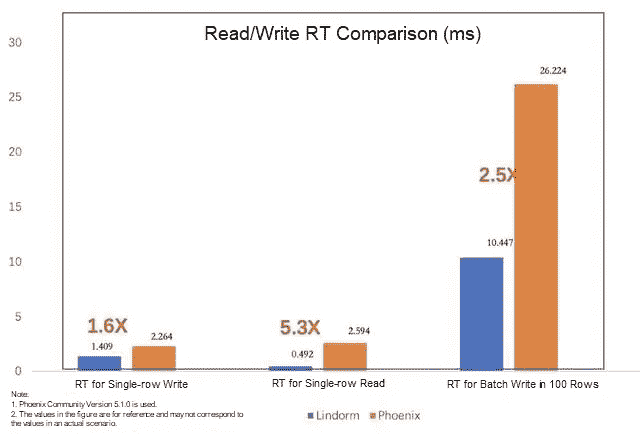 Read/Write RT Comparison (ms)
30
25
20
15
10
5
0
1.6X
1.409
2.264
5.3X
0.492
2.594
2.5X
10.447
26.224
RT for Single-row Write
RT for Single-row Read
RT for Batch Write in 100 Rows
Note:
1. Phoenix Community Version 5.1.0 is used.
2. The values in the figure are for reference and may not correspond to
the values in an actual scenario.
Lindorm
Phoenix